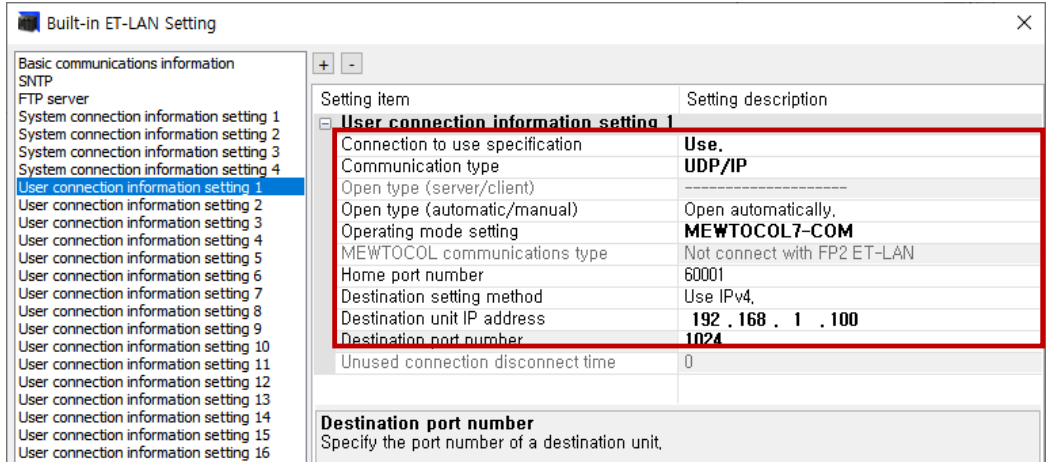 Built-in ET-LAN Setting
Basic communications information
SNTP
FTP server
System connection information setting 1
System connection information setting 2
System connection information setting 3
System connection information setting 4
User connection information setting 1
User connection information setting 2
User connection information setting 3
User connection information setting 4
User connection information setting 5
User connection information setting 6
User connection information setting 7
User connection information setting 8
User connection information setting 9
User connection information setting 10
User connection information setting 11
User connection information setting 12
User connection information setting 13
User connection information setting 14
User connection information setting 15
User connection information setting 16
+ -
Setting item Setting description
User connection information setting 1
Connection to use specification Use.
Communication type UDP/IP
Open type (server/client) --------------------
Open type (automatic/manual) Open automatically.
Operating mode setting MEWTOCOL7-COM
MEWTOCOL communications type Not connect with FP2 ET-LAN
Home port number 60001
Destination setting method Use IPv4.
Destination unit IP address 192 . 168 . 1 . 100
Destination port number 1024
Unused connection disconnect time 0
Destination port number
Specify the port number of a destination unit.